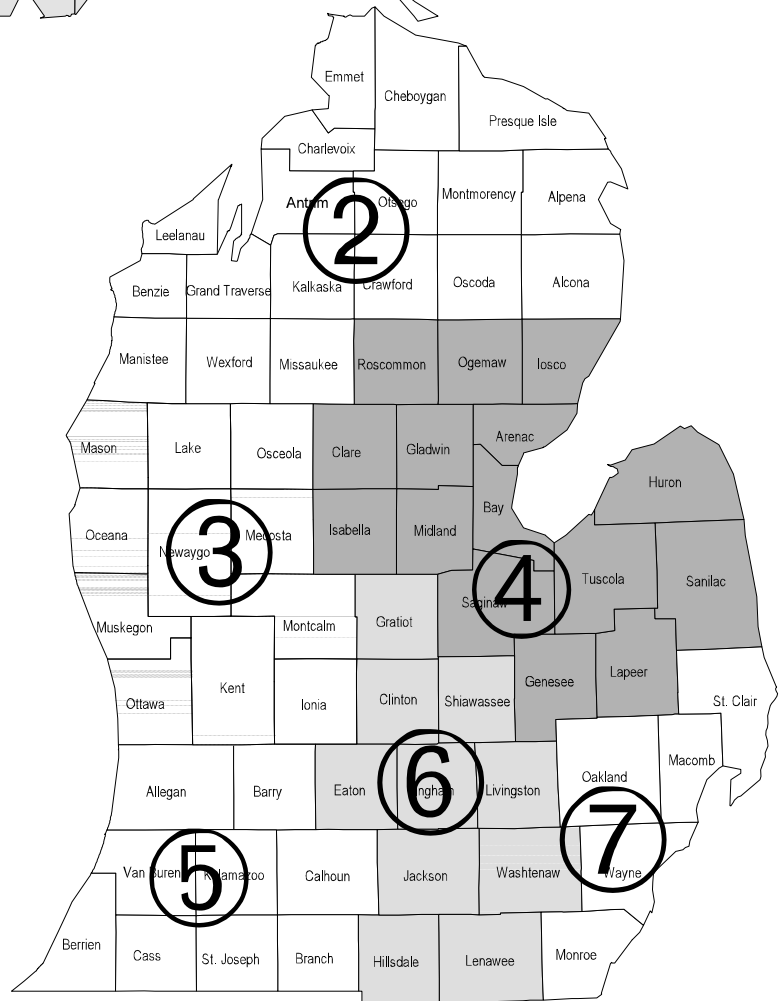 Emmet
Cheboygan
Presque Isle
Charlevoix
Antrim
Otsego
Montmorency
Alpena
2
Leelanau
Benzie
Grand Traverse
Kalkaska
Crawford
Oscoda
Alcona
Manistee
Wexford
Missaukee
Roscommon
Ogemaw
Iosco
Mason
Lake
Osceola
Clare
Gladwin
Arenac
Huron
Oceana
Newaygo
3
Mecosta
Isabella
Midland
Bay
Saginaw
4
Tuscola
Sanilac
Muskegon
Montcalm
Gratiot
Ottawa
Kent
Ionia
Clinton
Shiawassee
Genesee
Lapeer
St. Clair
Allegan
Barry
Eaton
6
Ingham
Livingston
Oakland
Macomb
7
Van Buren
5
Kalamazoo
Calhoun
Jackson
Washtenaw
Wayne
Berrien
Cass
St. Joseph
Branch
Hillsdale
Lenawee
Monroe